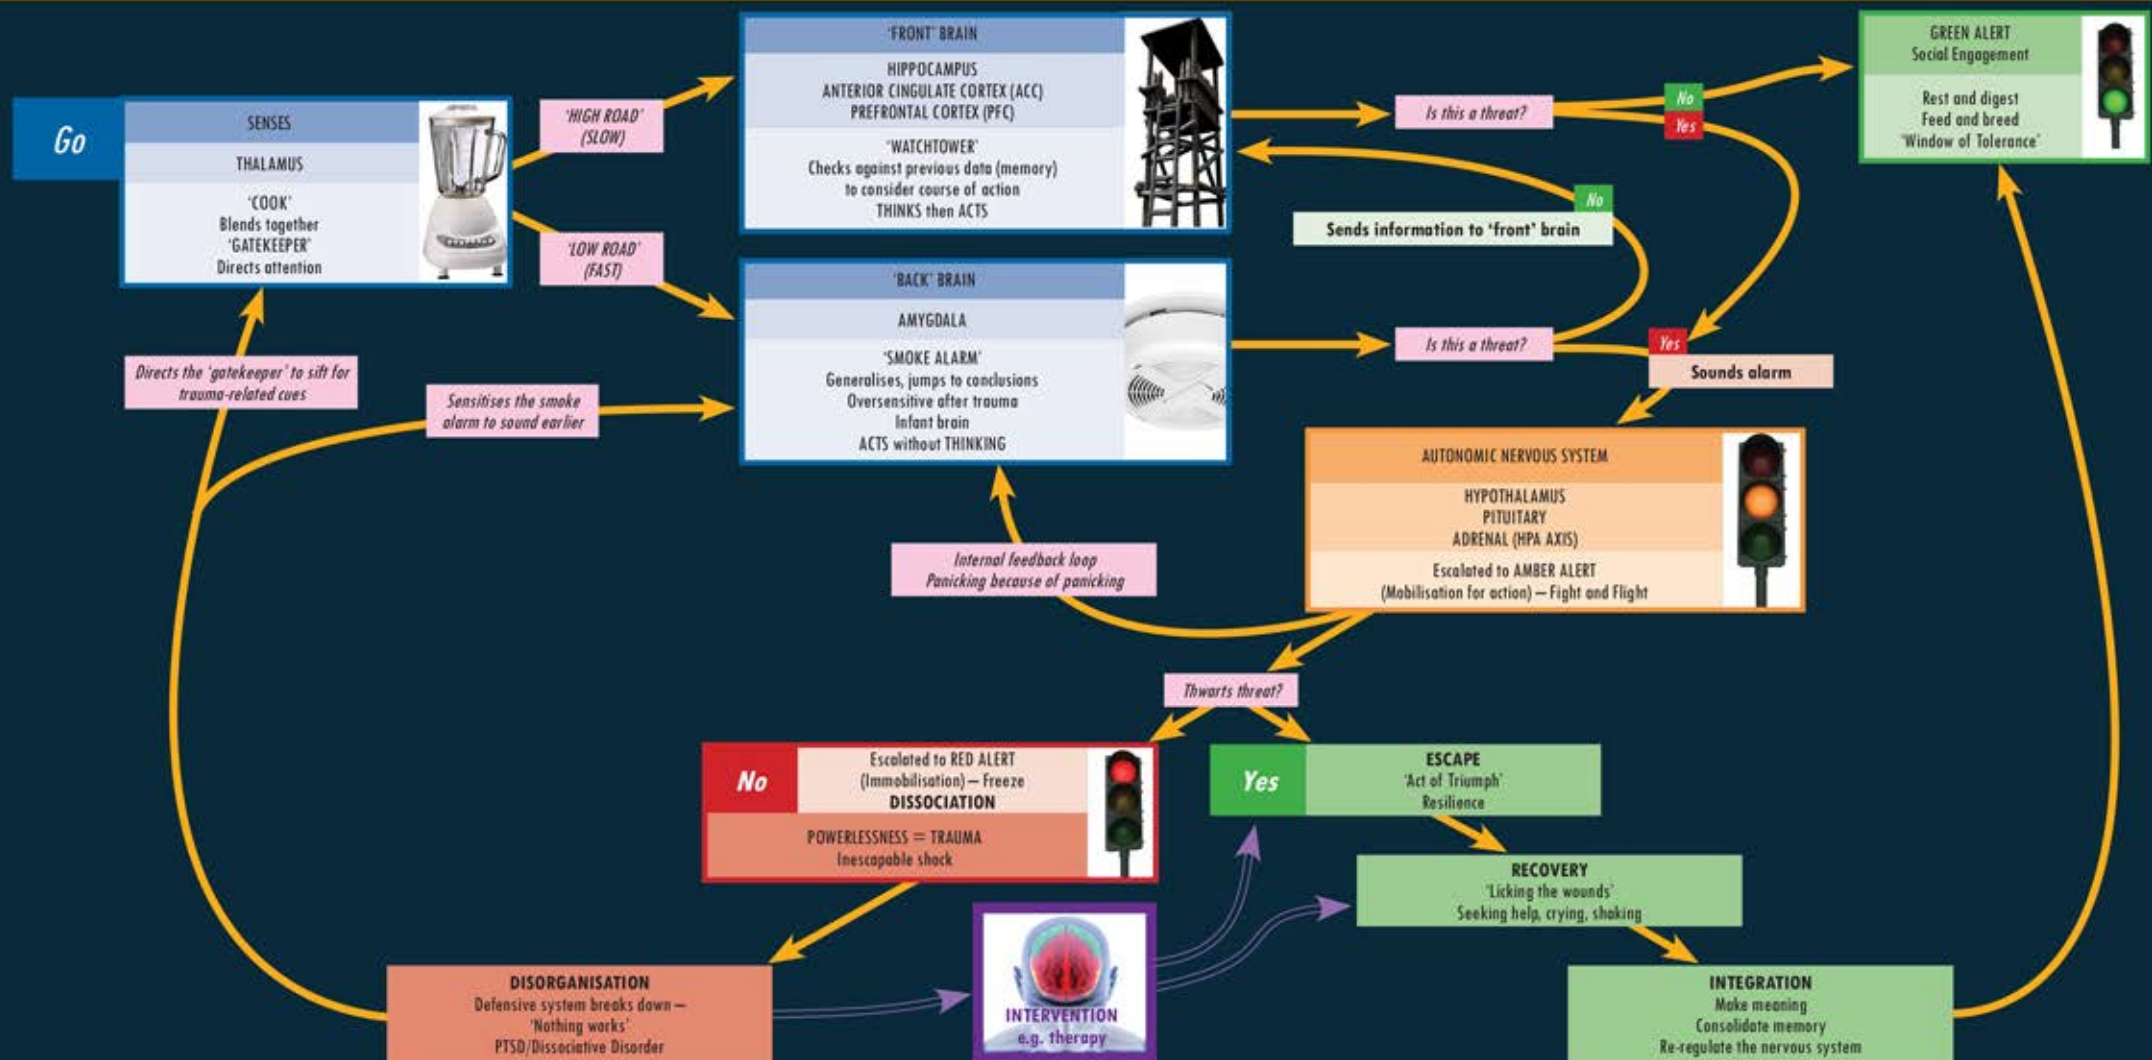 Go
SENSES
THALAMUS
‘COOK’
Blends together
‘GATEKEEPER’
Directs attention
‘HIGH ROAD’
(SLOW)
‘LOW ROAD’
(FAST)
‘FRONT’ BRAIN
HIPPOCAMPUS
ANTERIOR CINGULATE CORTEX (ACC)
PREFRONTAL CORTEX (PFC)
‘WATCHTOWER’
Checks against previous data (memory)
to consider course of action
THINKS then ACTS
Is this a threat?
No
Yes
GREEN ALERT
Social Engagement
Rest and digest
Feed and breed
‘Window of Tolerance’
No
Sends information to ‘front’ brain
‘BACK’ BRAIN
AMYGDALA
‘SMOKE ALARM’
Generalises, jumps to conclusions
Oversensitive after trauma
Infant brain
ACTS without THINKING
Is this a threat?
Yes
Sounds alarm
Directs the ‘gatekeeper’ to sift for
trauma-related cues
Sensitises the smoke
alarm to sound earlier
AUTONOMIC NERVOUS SYSTEM
HYPOTHALAMUS
PITUITARY
ADRENAL (HPA AXIS)
Escalated to AMBER ALERT
(Mobilisation for action) – Fight and Flight
Internal feedback loop
Panicking because of panicking
Thwarts threat?
No
Escalated to RED ALERT
(Immobilisation) – Freeze
DISSOCIATION
POWERLESSNESS = TRAUMA
Inescapable shock
Yes
ESCAPE
‘Act of Triumph’
Resilience
RECOVERY
‘Licking the wounds’
Seeking help, crying, shaking
DISORGANISATION
Defensive system breaks down –
‘Nothing works’
PTSD/Dissociative Disorder
INTERVENTION
e.g. therapy
INTEGRATION
Make meaning
Consolidate memory
Re-regulate the nervous system